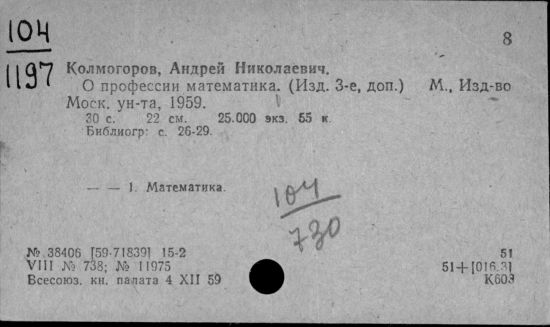 104
1197
8
Колмогоров, Андрей Николаевич.
О профессии математика. (Изд. 3-е, доп.) М., Изд-во
Моск. ун-та, 1959.
30 с. 22 см. 25.000 экз. 55 к.
Библиогр: с. 26-29.
— — 1. Математика.
104
730
№ 38406 [59-71839] 15-2
51
VIII № 738; № 11975
51+[016.3]
Всесоюз. кн. палата 4 XII 59
К603